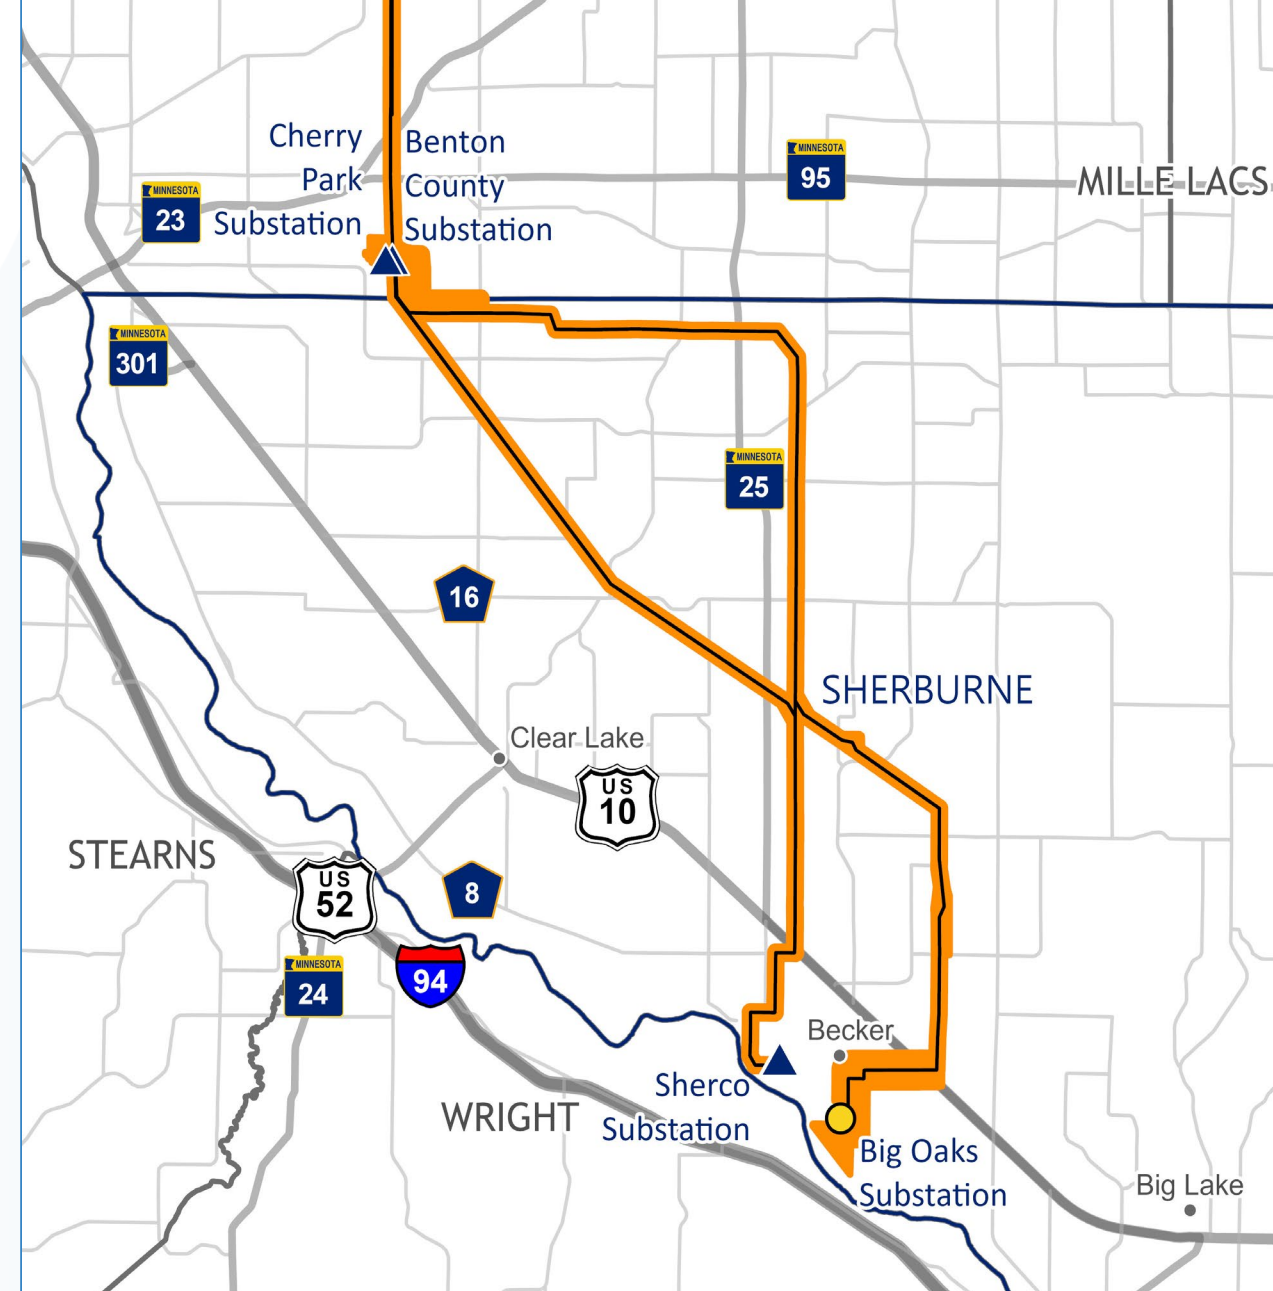 Cherry
Park
Substation
Benton
County
Substation
MINNESOTA
95
MILLE LACS
MINNESOTA
23
MINNESOTA
301
MINNESOTA
25
16
SHERBURNE
Clear Lake
US
10
STEARNS
US
52
8
94
MINNESOTA
24
Becker
Sherco
Substation
WRIGHT
Big Oaks
Substation
Big Lake